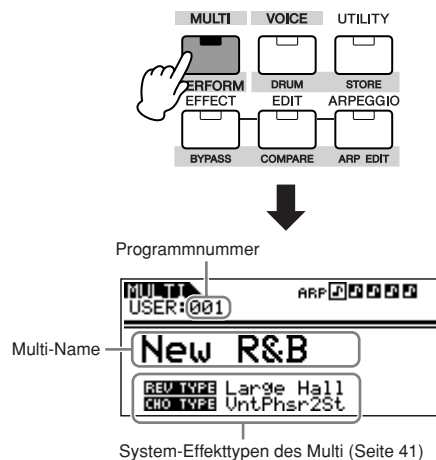 MULTI VOICE UTILITY
PERFORM DRUM STORE
EFFECT EDIT ARPEGGIO
BYPASS COMPARE ARP EDIT
Programmnummer
MULTI ARP
USER:001
Multi-Name
New R&B
REV TYPE Large Hall
CHO TYPE VntPhsr2St
System-Effekttypen des Multi (Seite 41)